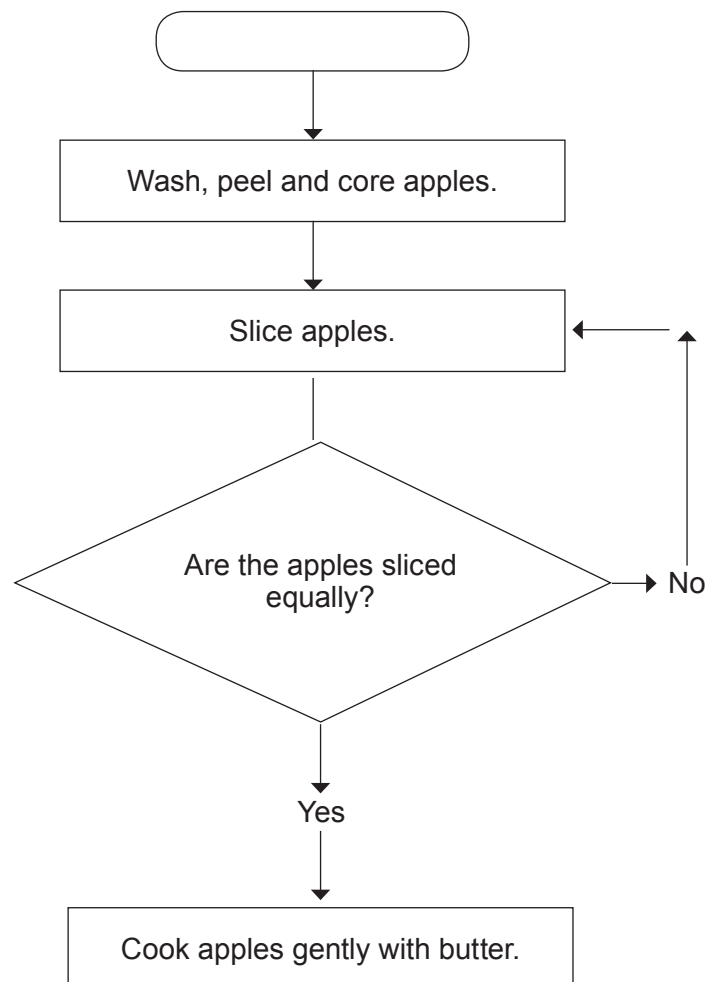 Wash, peel and core apples.
Slice apples.
Are the apples sliced
equally?
No
Yes
Cook apples gently with butter.